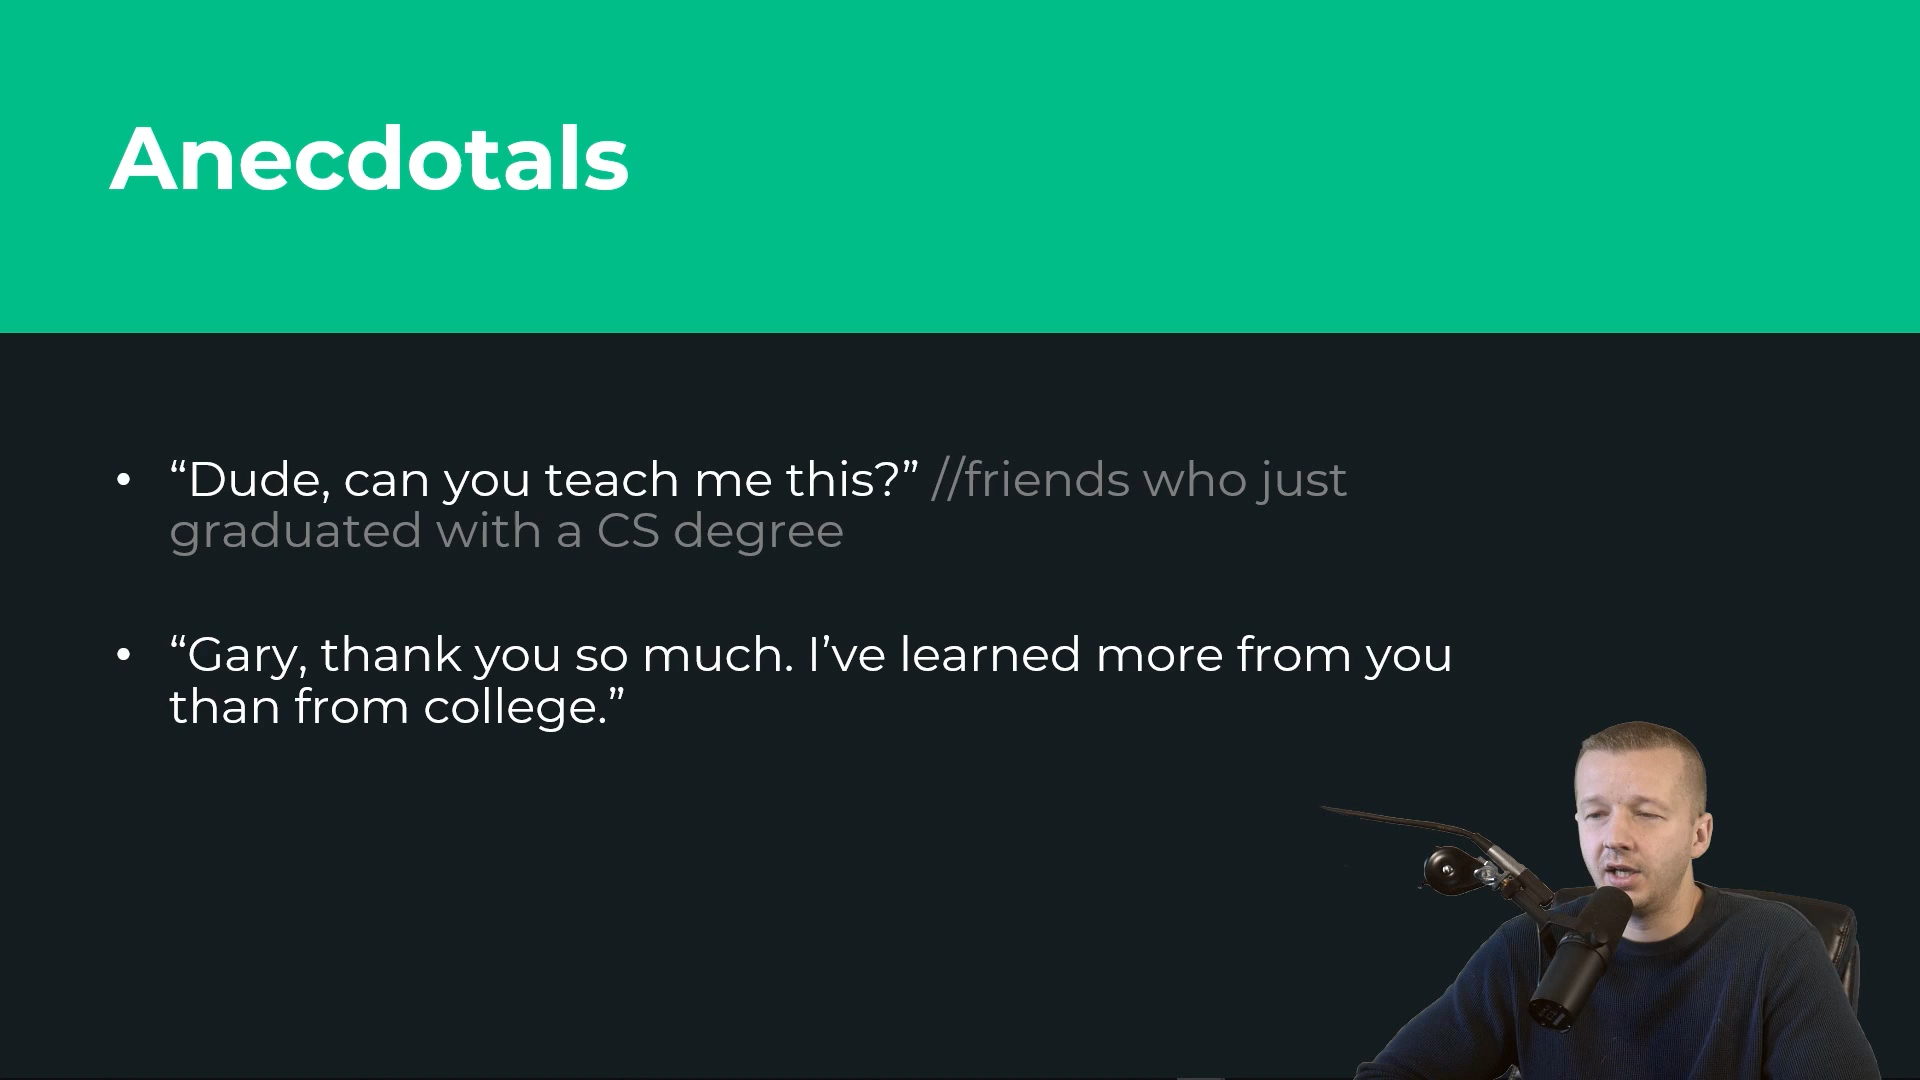 Anecdotals
• “Dude, can you teach me this?” //friends who just
graduated with a CS degree
• “Gary, thank you so much. I’ve learned more from you
than from college.”